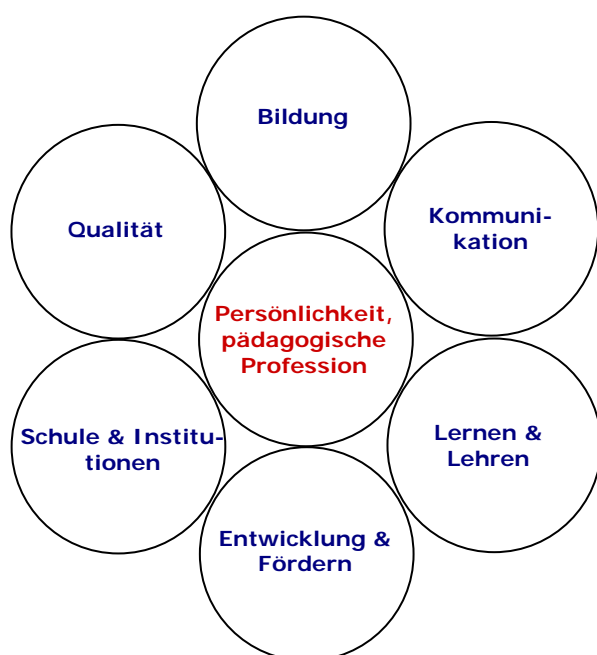 Bildung
Qualität
Kommuni-
kation
Persönlichkeit,
pädagogische
Profession
Schule & Institu-
tionen
Lernen &
Lehren
Entwicklung &
Fördern